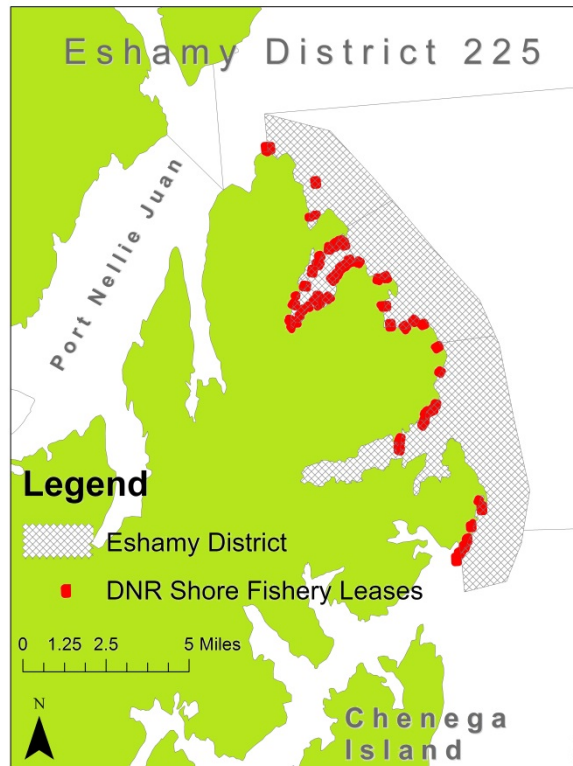 Eshamy District 225
Port Nellie Juan
Legend
Eshamy District
DNR Shore Fishery Leases
0 1.25 2.5 5 Miles
N
Chenega
Island